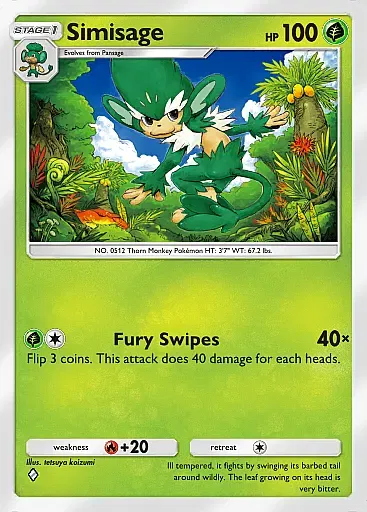 STAGE 1
Simisage
HP 100
Evolves from Pansage
NO. 0512 Thorn Monkey Pokémon HT: 3'7" WT: 67.2 lbs.
Fury Swipes 40×
Flip 3 coins. This attack does 40 damage for each heads.
weakness +20
retreat
Illus. tetsuya koizumi
Ill tempered, it fights by swinging its barbed tail
around wildly. The leaf growing on its head is
very bitter.